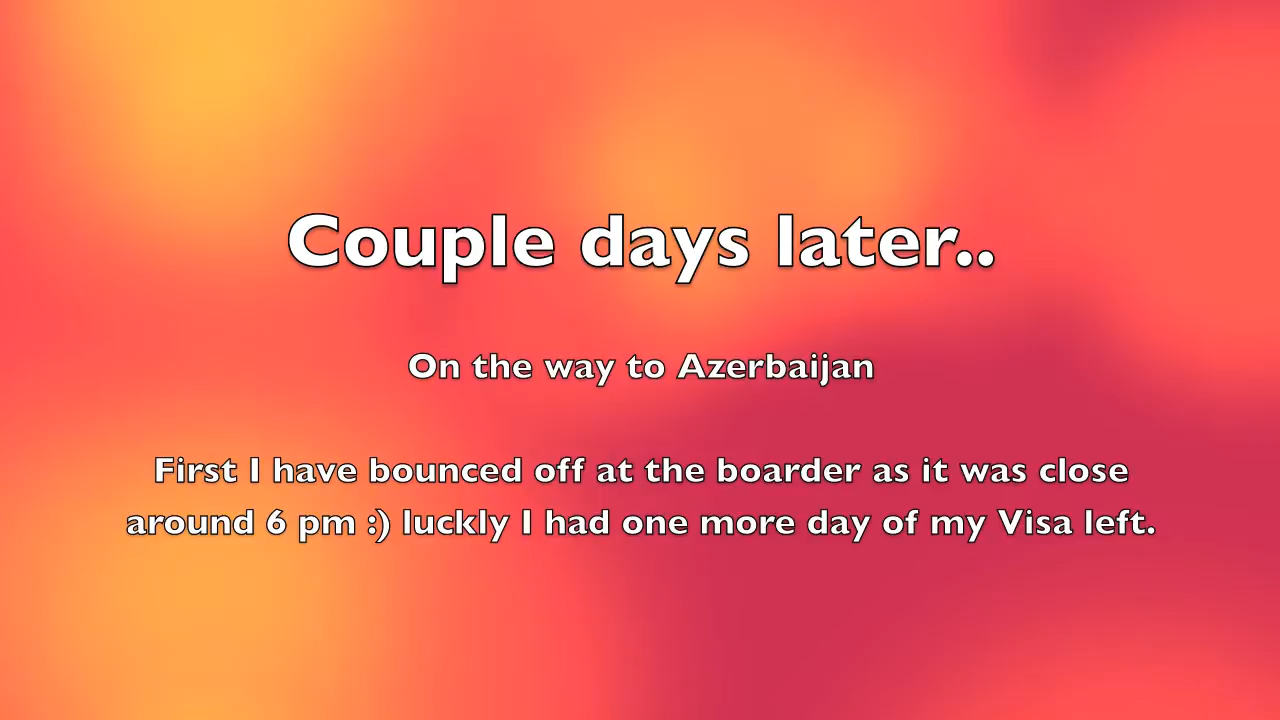 Couple days later..
On the way to Azerbaijan
First I have bounced off at the boarder as it was close
around 6 pm :) luckly I had one more day of my Visa left.